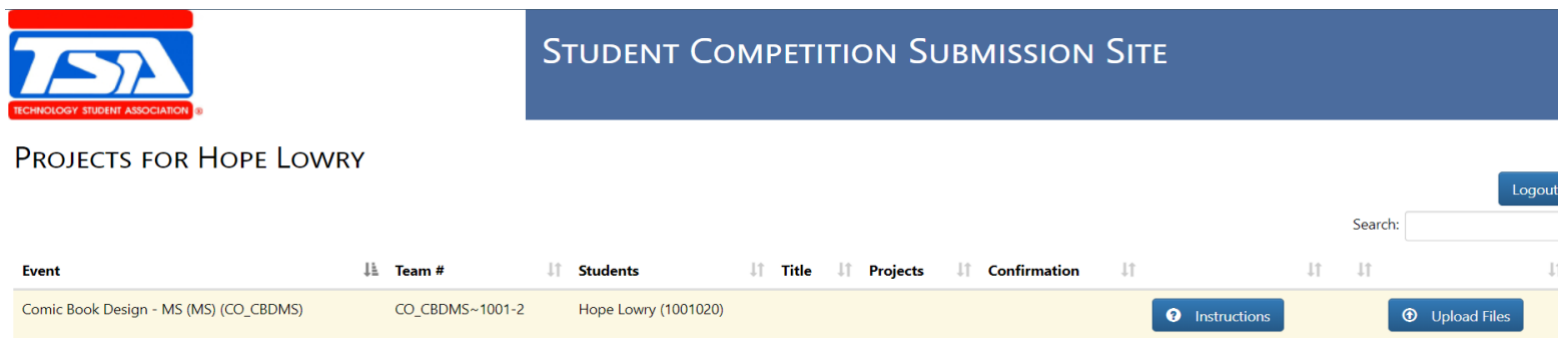 TSA
TECHNOLOGY STUDENT ASSOCIATION ®
STUDENT COMPETITION SUBMISSION SITE
PROJECTS FOR HOPE LOWRY
Logout
Search:
Event Team # Students Title Projects Confirmation
Comic Book Design - MS (MS) (CO_CBDMS) CO_CBDMS~1001-2 Hope Lowry (1001020) Instructions Upload Files